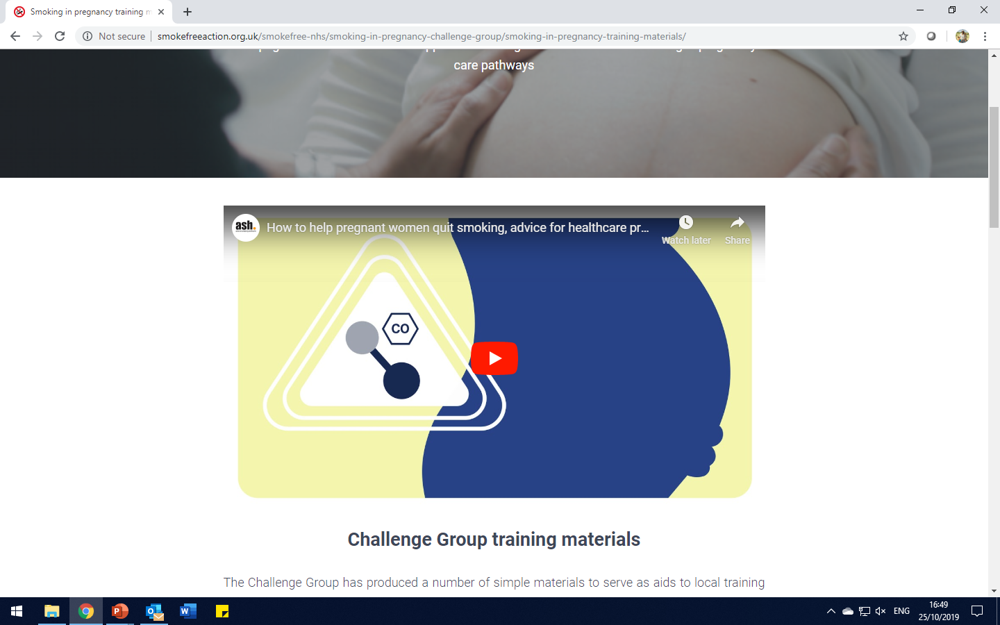 Smoking in pregnancy training m
Not secure
smokefreeaction.org.uk/smokefree-nhs/smoking-in-pregnancy-challenge-group/smoking-in-pregnancy-training-materials/
care pathways
ash.
How to help pregnant women quit smoking, advice for healthcare pr...
Watch later
Share
CO
Challenge Group training materials
The Challenge Group has produced a number of simple materials to serve as aids to local training
ENG
16:49
25/10/2019